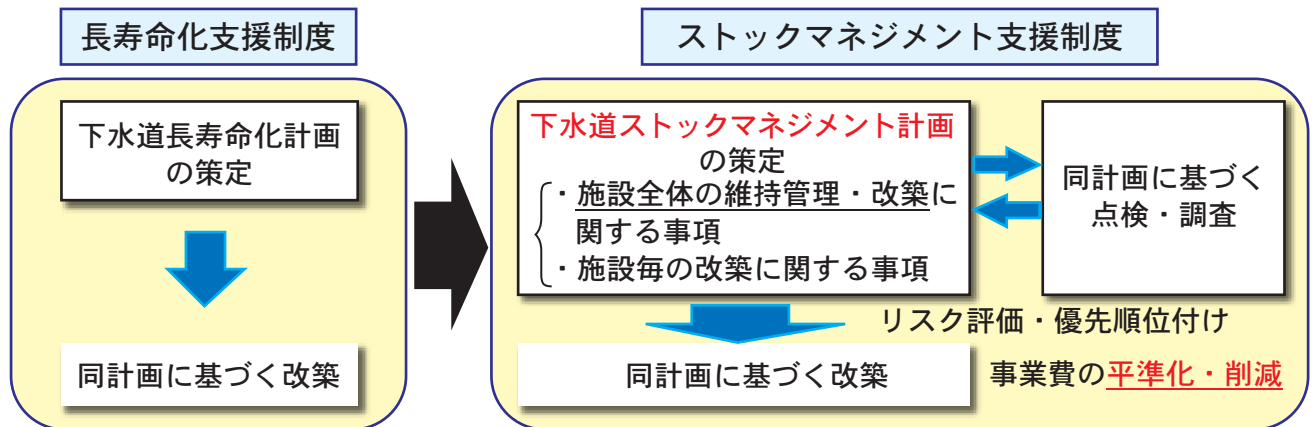 長寿命化支援制度
下水道長寿命化計画
の策定
同計画に基づく改築
ストックマネジメント支援制度
下水道ストックマネジメント計画
の策定
・施設全体の維持管理・改築に
関する事項
・施設毎の改築に関する事項
同計画に基づく
点検・調査
リスク評価・優先順位付け
同計画に基づく改築
事業費の平準化・削減